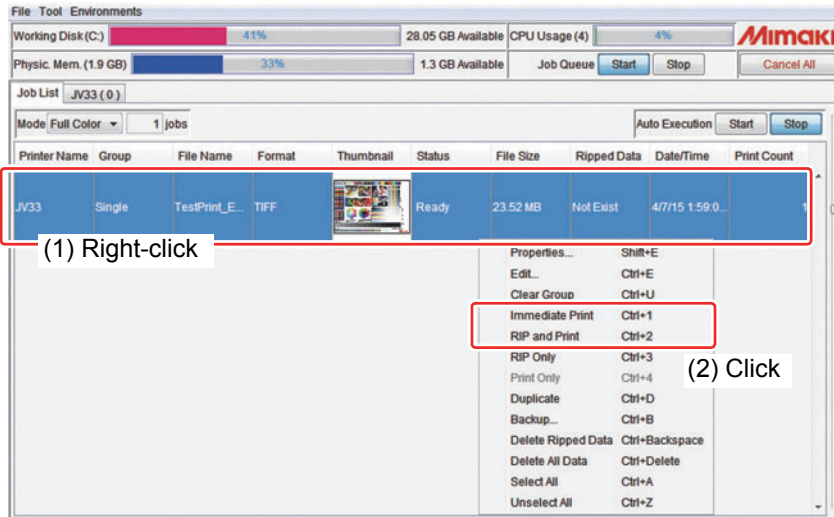 File Tool Environments
Working Disk(C:) 41% 28.05 GB Available CPU Usage (4) 4% Mimaki
Physic. Mem. (1.9 GB) 33% 1.3 GB Available Job Queue Start Stop Cancel All
Job List JV33 ( 0 )
Mode Full Color 1 jobs Auto Execution Start Stop
Printer Name Group File Name Format Thumbnail Status File Size Ripped Data Date/Time Print Count
JV33 Single TestPrint_E... TIFF Ready 23.52 MB Not Exist 4/7/15 1:59:0... 1
(1) Right-click
Properties... Shift+E
Edit... Ctrl+E
Clear Group Ctrl+U
Immediate Print Ctrl+1
RIP and Print Ctrl+2
RIP Only Ctrl+3
(2) Click
Print Only Ctrl+4
Duplicate Ctrl+D
Backup... Ctrl+B
Delete Ripped Data Ctrl+Backspace
Delete All Data Ctrl+Delete
Select All Ctrl+A
Unselect All Ctrl+Z